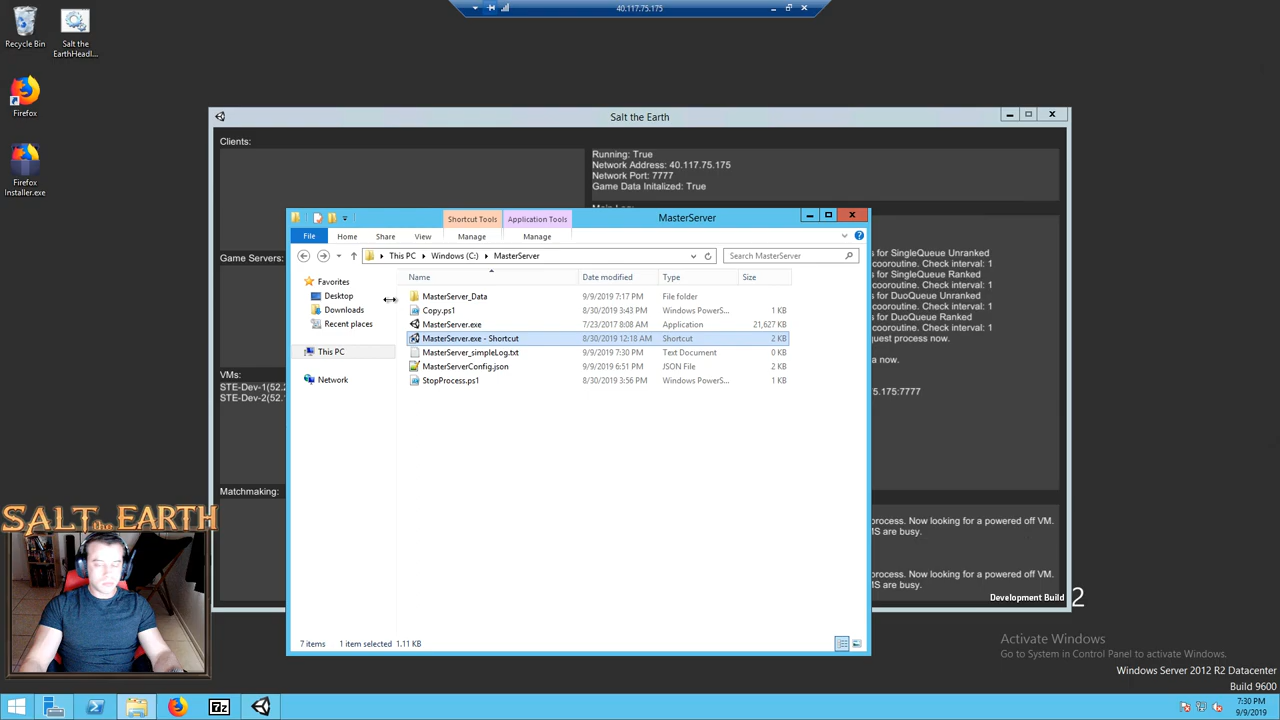 40.117.75.175
Recycle Bin
Salt the
EarthHeadl...
Firefox
Firefox
Installer.exe
Salt the Earth
Clients:
Running: True
Network Address: 40.117.75.175
Network Port: 7777
Game Data Initalized: True
Game Servers:
s for SingleQueue Unranked
cooroutine. Check interval: 1
s for SingleQueue Ranked
cooroutine. Check interval: 1
s for DuoQueue Unranked
cooroutine. Check interval: 1
s for DuoQueue Ranked
cooroutine. Check interval: 1
quest process now.
a now.
.175:7777
VMs:
STE-Dev-1(52.2
STE-Dev-2(52.
Matchmaking:
process. Now looking for a powered off VM.
MS are busy.
process. Now looking for a powered off VM.
MS are busy.
Development Build
2
Shortcut Tools
Application Tools
MasterServer
File
Home
Share
View
Manage
Manage
This PC
Windows (C:)
MasterServer
Search MasterServer
Name
Date modified
Type
Size
Favorites
Desktop
Downloads
Recent places
This PC
Network
MasterServer_Data 9/9/2019 7:17 PM File folder
Copy.ps1 8/30/2019 3:43 PM Windows PowerS... 1 KB
MasterServer.exe 7/23/2017 8:08 AM Application 21,627 KB
MasterServer.exe - Shortcut 8/30/2019 12:18 AM Shortcut 2 KB
MasterServer_simpleLog.txt 9/9/2019 7:30 PM Text Document 0 KB
MasterServerConfig.json 9/9/2019 6:51 PM JSON File 2 KB
StopProcess.ps1 8/30/2019 3:56 PM Windows PowerS... 1 KB
7 items 1 item selected 1.11 KB
SALT the EARTH
Activate Windows
Go to System in Control Panel to activate Windows.
Windows Server 2012 R2 Datacenter
Build 9600
7z
7:30 PM
9/9/2019